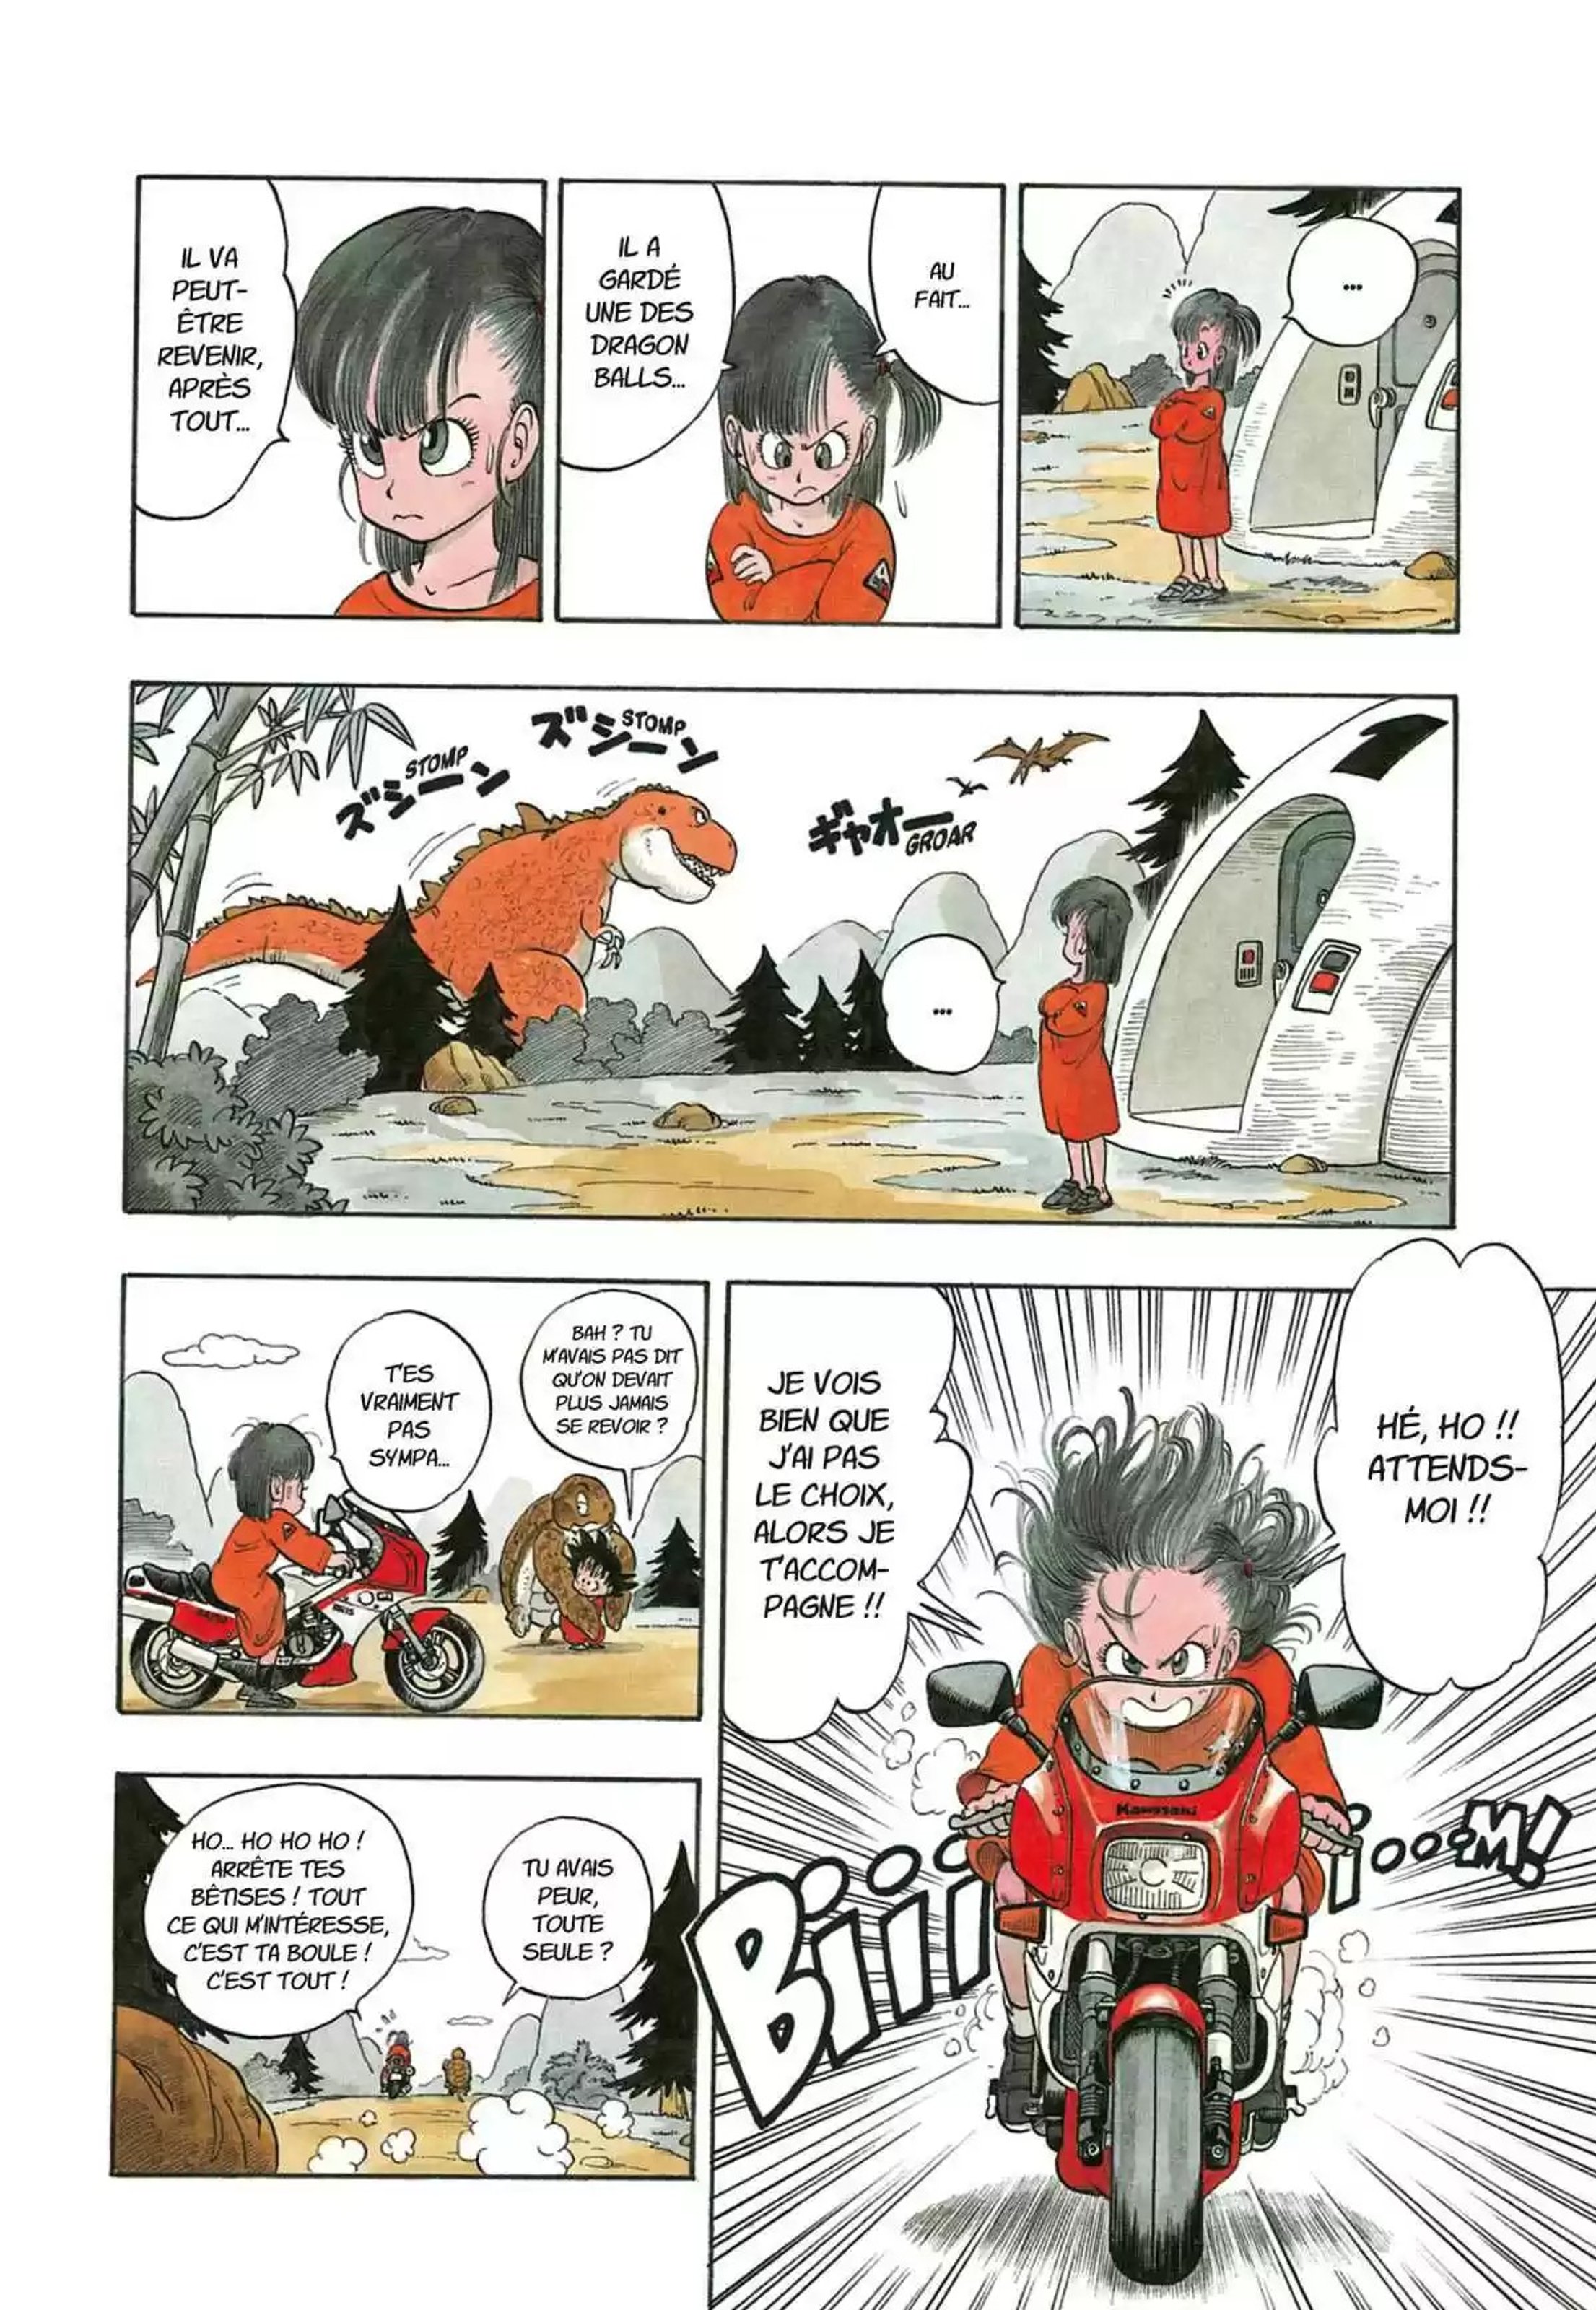 ...
AU
FAIT...
IL A
GARDÉ
UNE DES
DRAGON
BALLS...
IL VA
PEUT-
ÊTRE
REVENIR,
APRÈS
TOUT...
ギャオー
GROAR
ズシーン
STOMP
ズシーン
STOMP
...
HÉ, HO !!
ATTENDS-
MOI !!
JE VOIS
BIEN QUE
J'AI PAS
LE CHOIX,
ALORS JE
T'ACCOM-
PAGNE !!
Kawasaki
Biiiiii...M!
BAH ? TU
M'AVAIS PAS DIT
QU'ON DEVAIT
PLUS JAMAIS
SE REVOIR ?
T'ES
VRAIMENT
PAS
SYMPA...
TU AVAIS
PEUR,
TOUTE
SEULE ?
HO... HO HO HO !
ARRÊTE TES
BÊTISES ! TOUT
CE QUI M'INTÉRESSE,
C'EST TA BOULE !
C'EST TOUT !